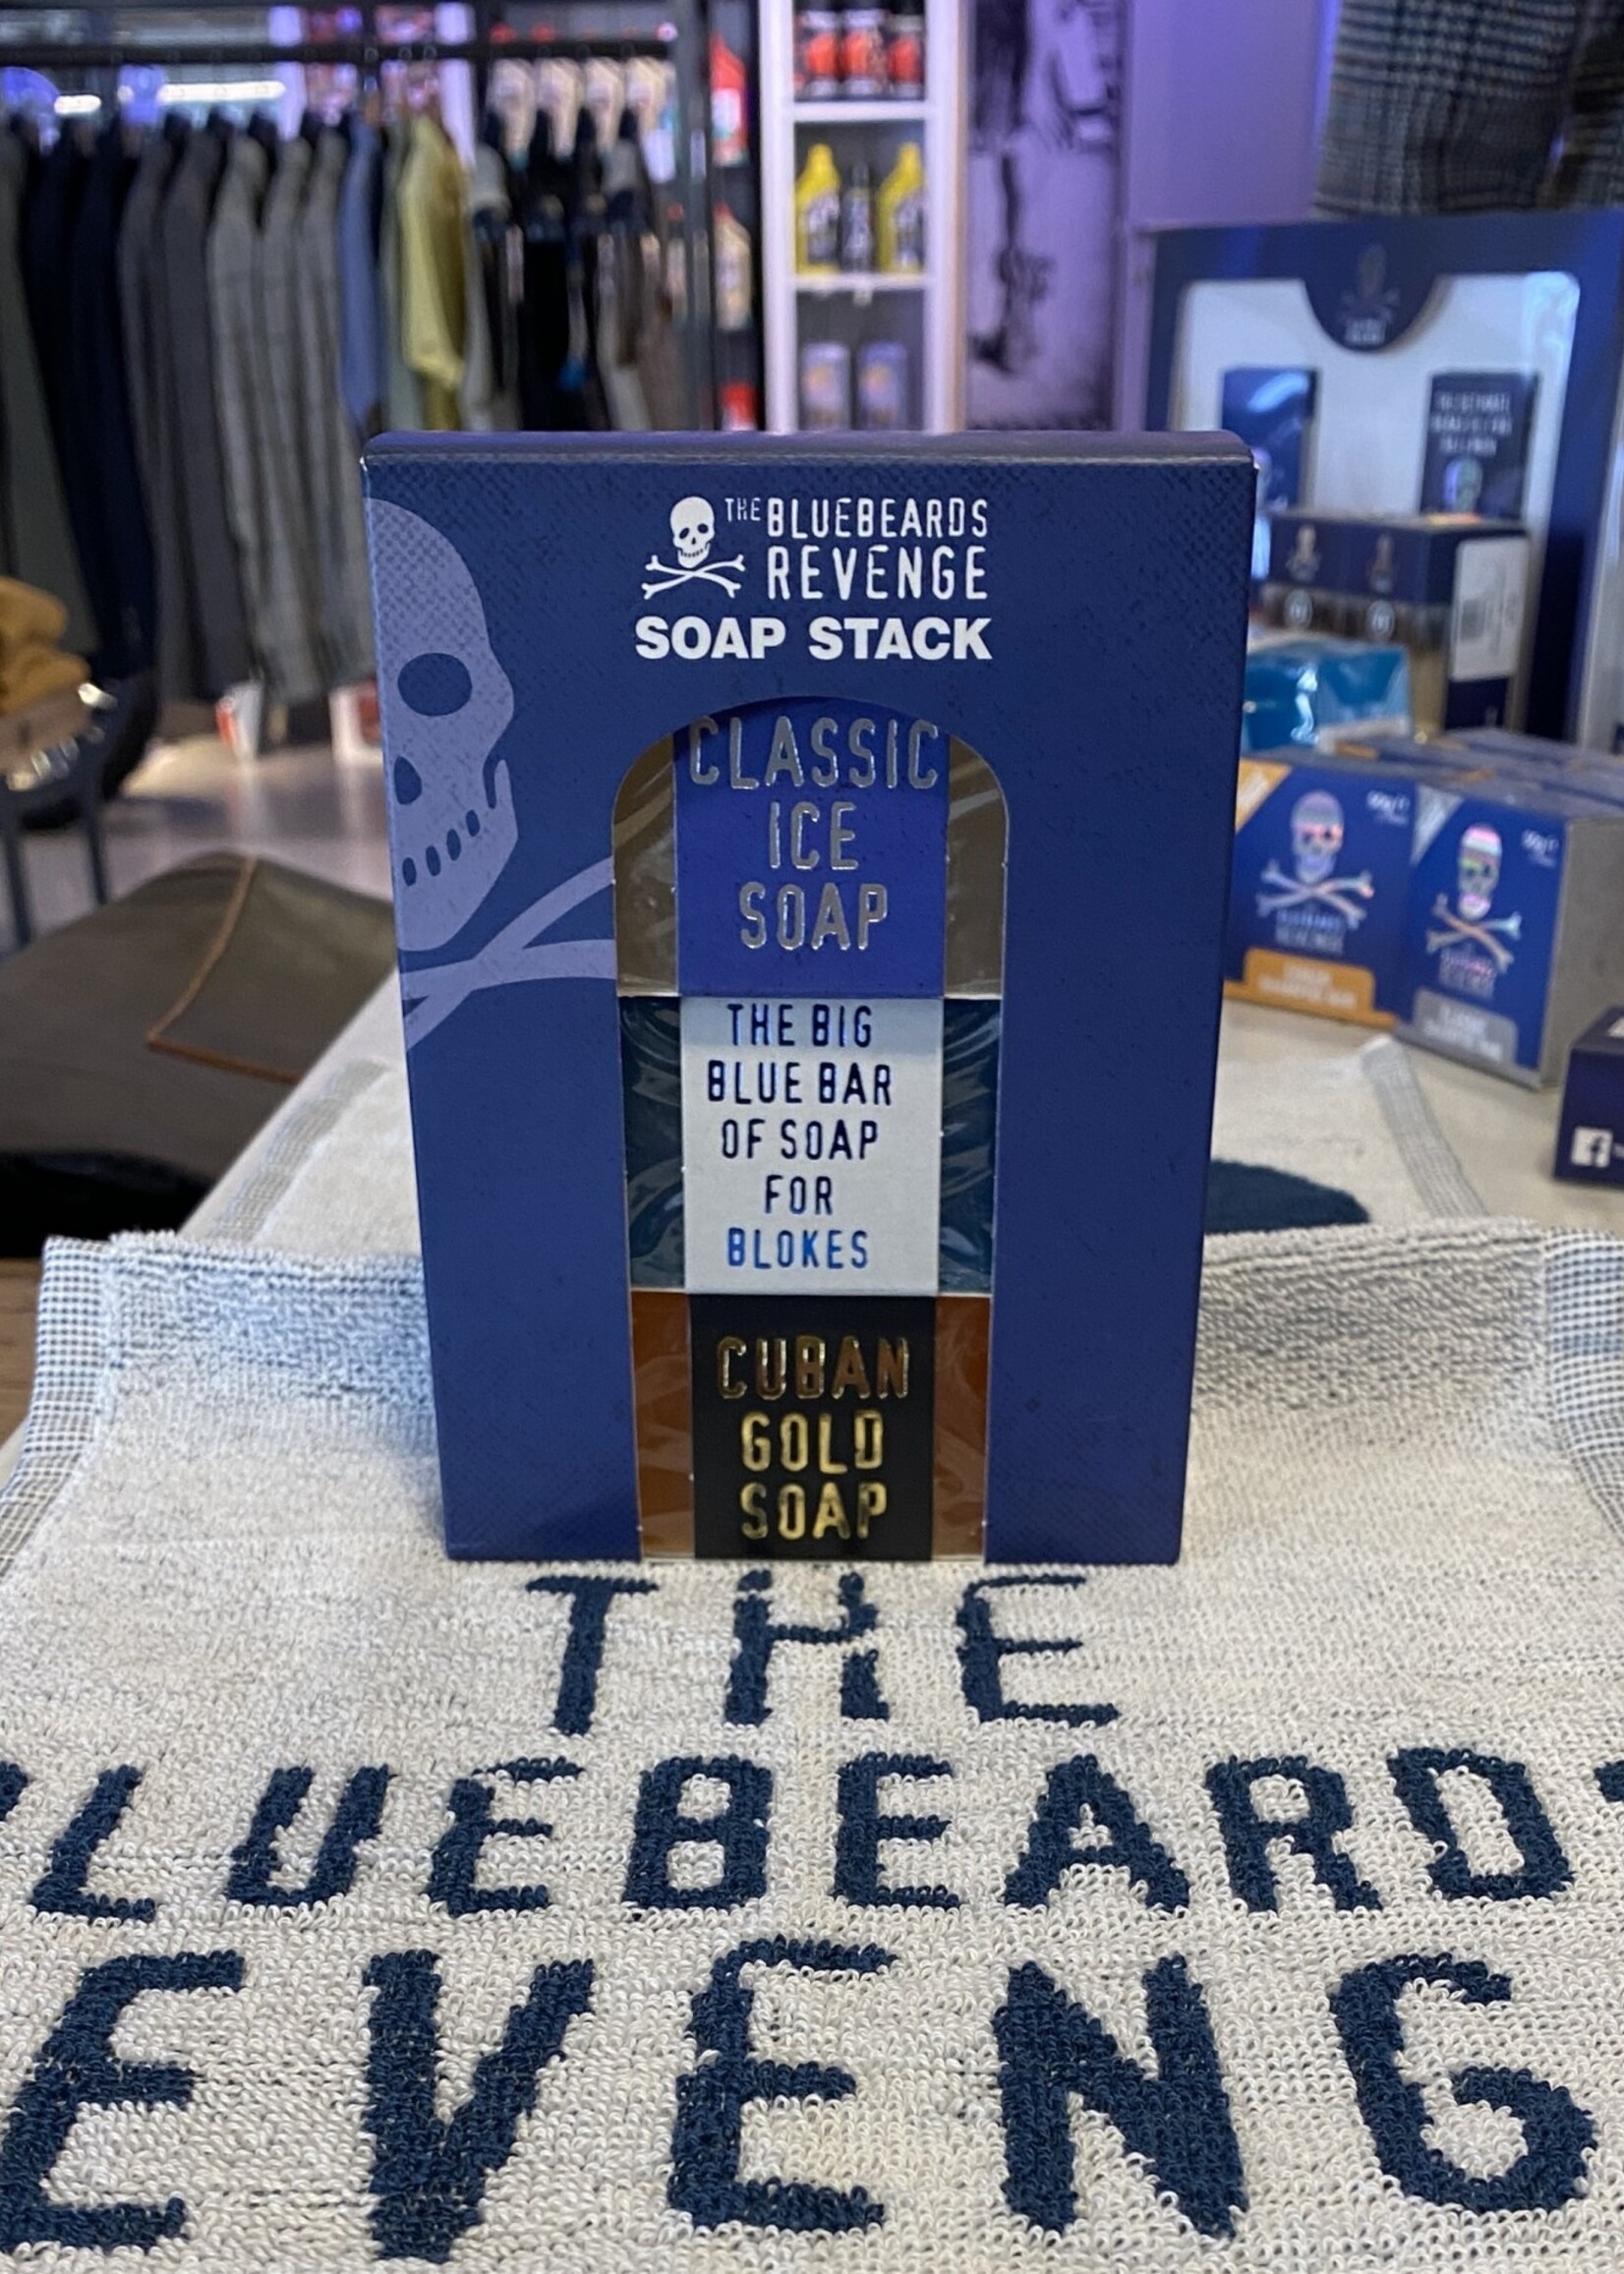 THE BLUEBEARDS
REVENGE
SOAP STACK
CLASSIC
ICE
SOAP
THE BIG
BLUE BAR
OF SOAP
FOR
BLOKES
CUBAN
GOLD
SOAP
THE
LUEBEARD
EVENG